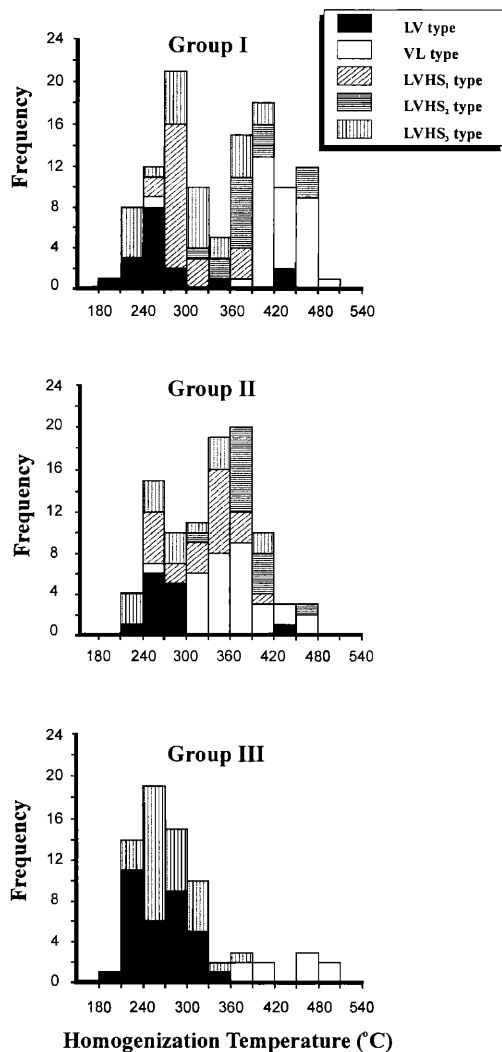 Group I
LV type
VL type
LVHS₁ type
LVHS₂ type
LVHS₃ type
Frequency
24
20
16
12
8
4
0
180 240 300 360 420 480 540
Group II
Frequency
24
20
16
12
8
4
0
180 240 300 360 420 480 540
Group III
Frequency
24
20
16
12
8
4
0
180 240 300 360 420 480 540
Homogenization Temperature (°C)